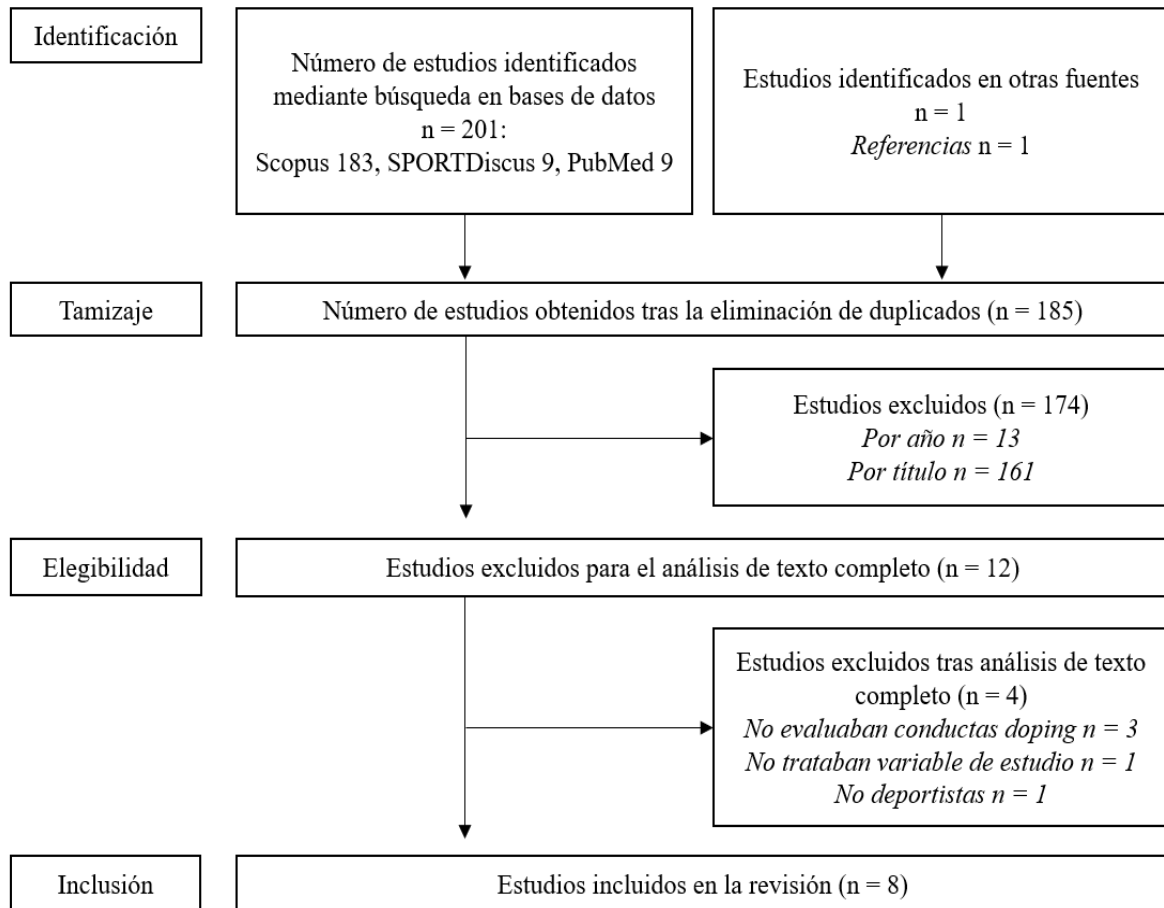 Identificación
Número de estudios identificados
mediante búsqueda en bases de datos
n = 201:
Scopus 183, SPORTDiscus 9, PubMed 9
Estudios identificados en otras fuentes
n = 1
Referencias n = 1
Tamizaje
Número de estudios obtenidos tras la eliminación de duplicados (n = 185)
Estudios excluidos (n = 174)
Por año n = 13
Por título n = 161
Elegibilidad
Estudios excluidos para el análisis de texto completo (n = 12)
Estudios excluidos tras análisis de texto
completo (n = 4)
No evaluaban conductas doping n = 3
No trataban variable de estudio n = 1
No deportistas n = 1
Inclusión
Estudios incluidos en la revisión (n = 8)